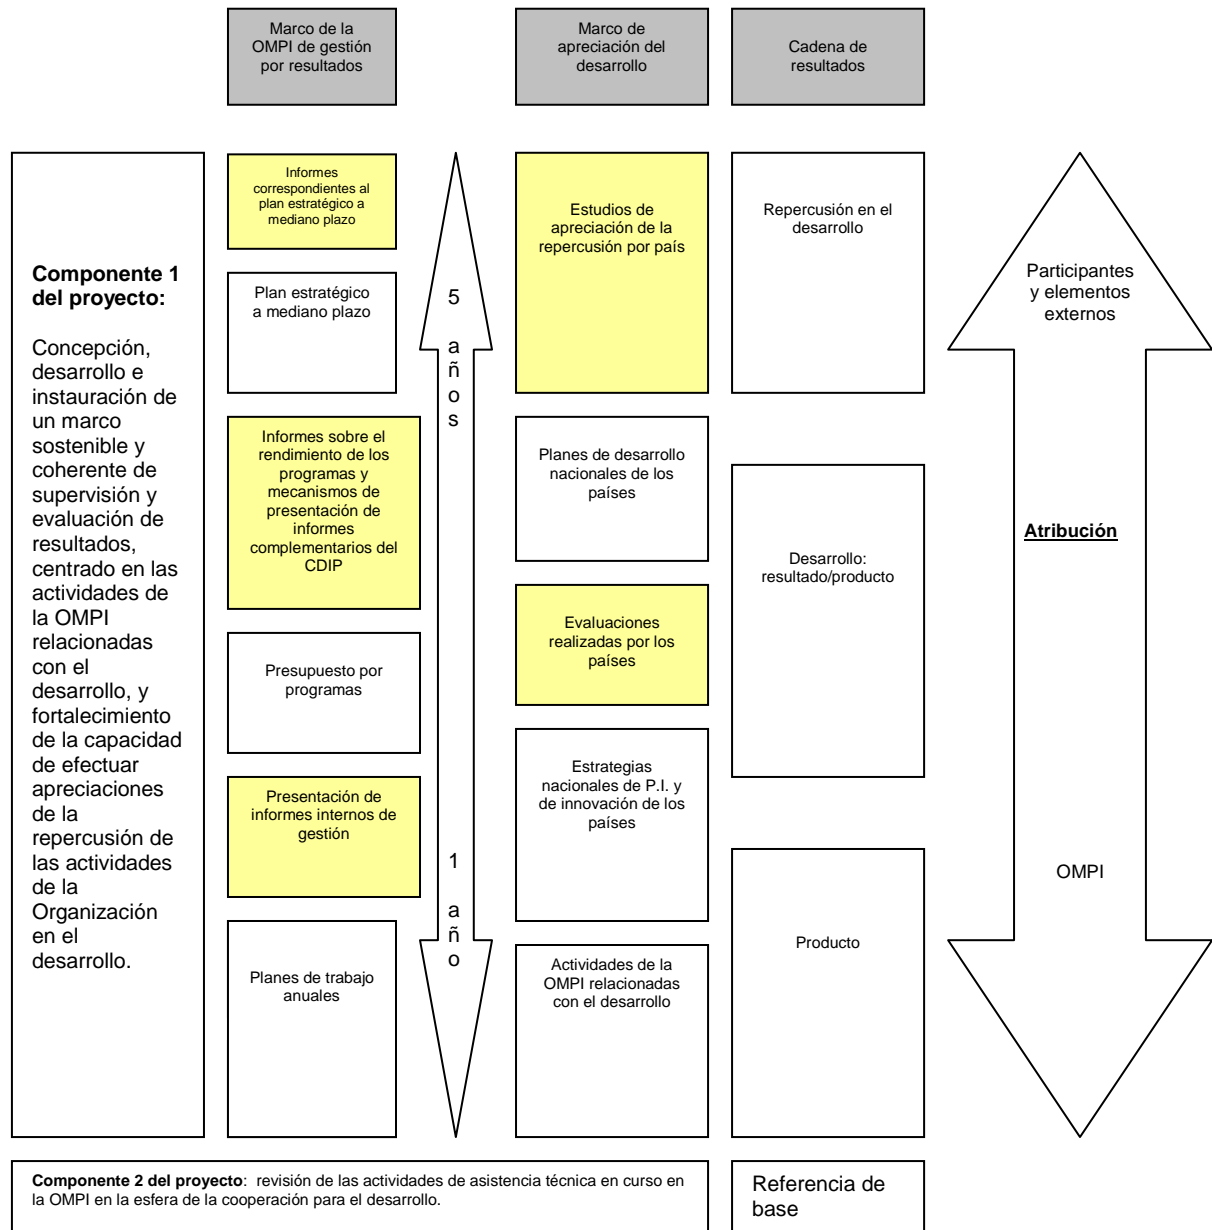 Marco de la
OMPI de gestión
por resultados
Marco de
apreciación del
desarrollo
Cadena de
resultados
Componente 1
del proyecto:
Concepción,
desarrollo e
instauración de
un marco
sostenible y
coherente de
supervisión y
evaluación de
resultados,
centrado en las
actividades de
la OMPI
relacionadas
con el
desarrollo, y
fortalecimiento
de la capacidad
de efectuar
apreciaciones
de la
repercusión de
las actividades
de la
Organización
en el
desarrollo.
Informes
correspondientes al
plan estratégico a
mediano plazo
Plan estratégico
a mediano plazo
Informes sobre el
rendimiento de los
programas y
mecanismos de
presentación de
informes
complementarios del
CDIP
Presupuesto por
programas
Presentación de
informes internos de
gestión
Planes de trabajo
anuales
5
a
ñ
o
s
1
a
ñ
o
Estudios de
apreciación de la
repercusión por país
Planes de desarrollo
nacionales de los
países
Evaluaciones
realizadas por los
países
Estrategias
nacionales de P.I. y
de innovación de los
países
Actividades de la
OMPI relacionadas
con el desarrollo
Repercusión en el
desarrollo
Desarrollo:
resultado/producto
Producto
Participantes
y elementos
externos
Atribución
OMPI
Componente 2 del proyecto: revisión de las actividades de asistencia técnica en curso en
la OMPI en la esfera de la cooperación para el desarrollo.
Referencia de
base